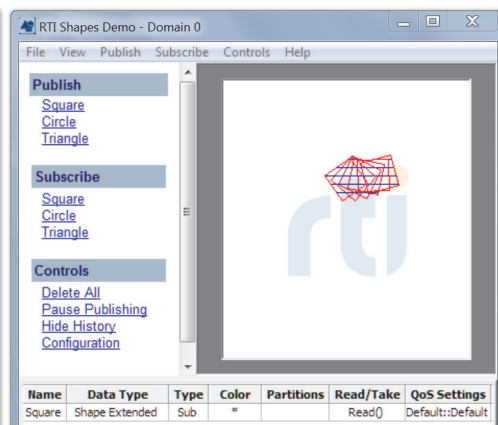 RTI Shapes Demo - Domain 0
File View Publish Subscribe Controls Help
Publish
Square
Circle
Triangle
Subscribe
Square
Circle
Triangle
Controls
Delete All
Pause Publishing
Hide History
Configuration
rti
Name Data Type Type Color Partitions Read/Take QoS Settings
Square Shape Extended Sub * Read() Default::Default